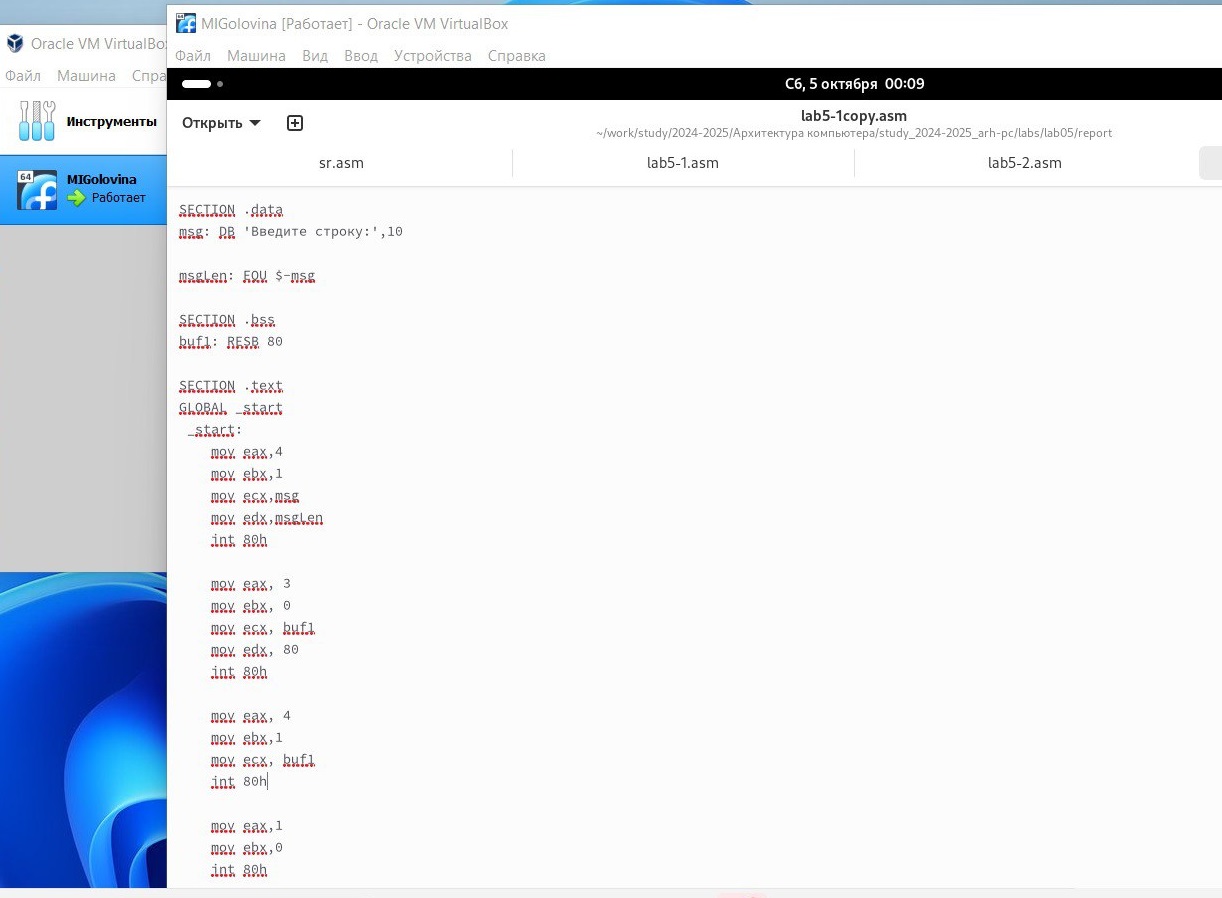 MIGolovina [Работает] - Oracle VM VirtualBox
Oracle VM VirtualBo
Файл Машина Вид Ввод Устройства Справка
Файл Машина Спра
Сб, 5 октября 00:09
Инструменты
Открыть
lab5-1copy.asm
~/work/study/2024-2025/Архитектура компьютера/study_2024-2025_arh-pc/labs/lab05/report
sr.asm lab5-1.asm lab5-2.asm
64
MIGolovina
Работает
SECTION .data
msg: DB 'Введите строку:',10
msgLen: EQU $-msg
SECTION .bss
buf1: RESB 80
SECTION .text
GLOBAL _start
_start:
mov eax,4
mov ebx,1
mov ecx,msg
mov edx,msgLen
int 80h
mov eax, 3
mov ebx, 0
mov ecx, buf1
mov edx, 80
int 80h
mov eax, 4
mov ebx,1
mov ecx, buf1
int 80h
mov eax,1
mov ebx,0
int 80h